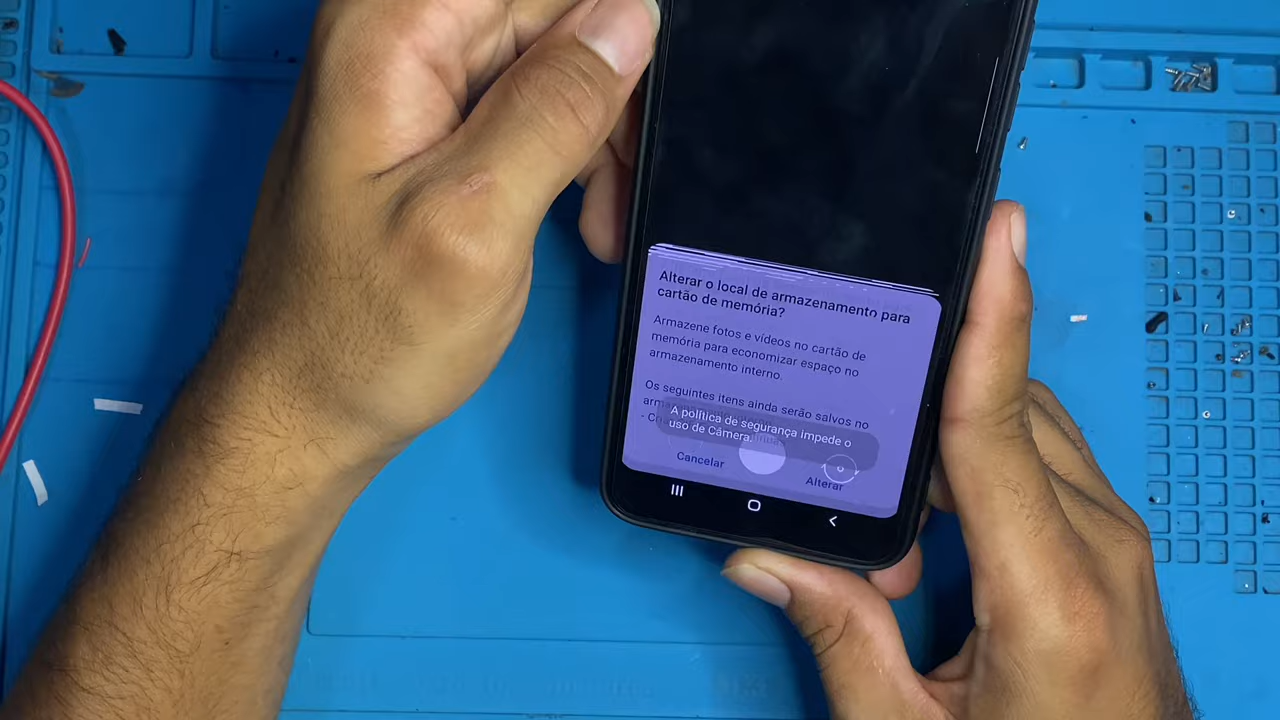 Alterar o local de armazenamento para
cartão de memória?
Armazene fotos e vídeos no cartão de
memória para economizar espaço no
armazenamento interno.
Os seguintes itens ainda serão salvos no
A política de segurança impede o
uso de Câmera.
Cancelar
Alterar